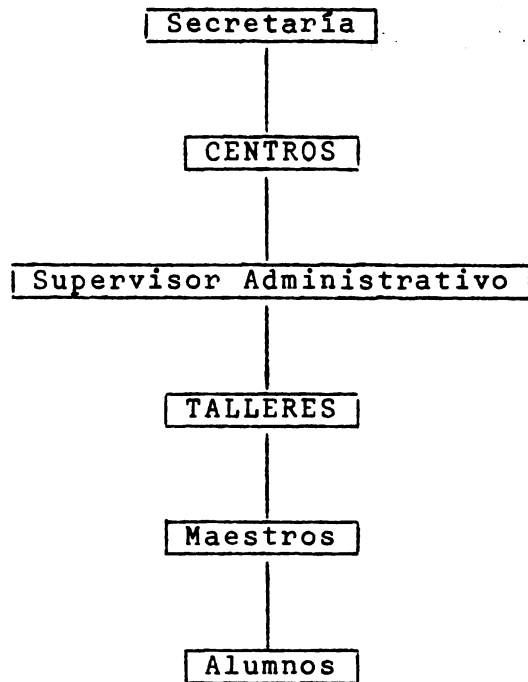 Secretaría
CENTROS
Supervisor Administrativo
TALLERES
Maestros
Alumnos